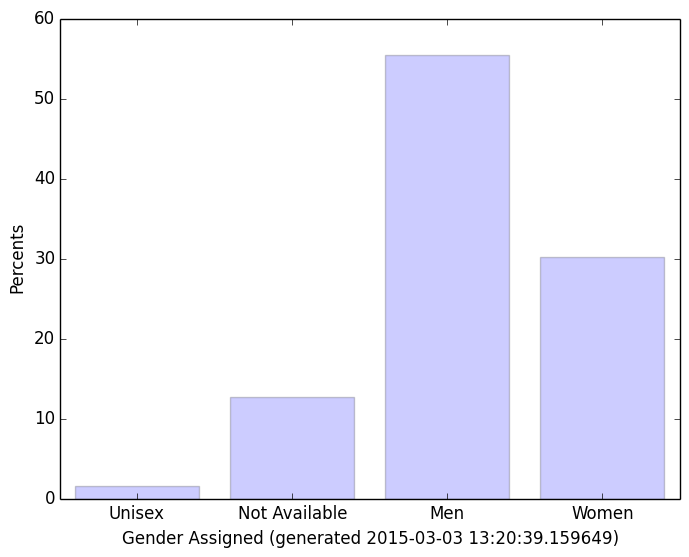 60
50
40
30
20
10
0
Percents
Unisex Not Available Men Women
Gender Assigned (generated 2015-03-03 13:20:39.159649)